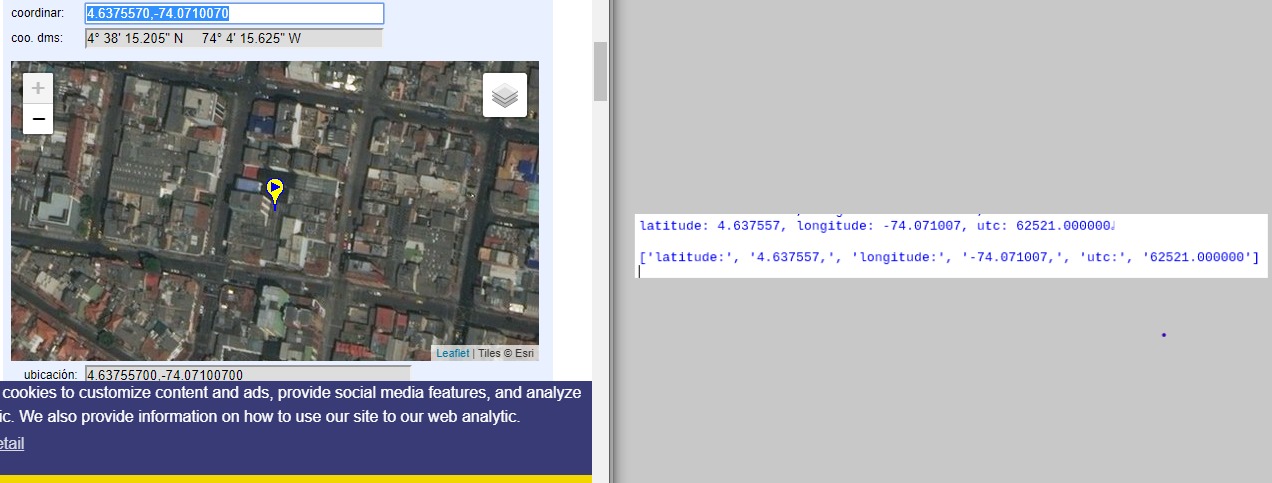 coordinar: 4.6375570,-74.0710070
coo. dms: 4° 38' 15.205" N 74° 4' 15.625" W
+
−
Leaflet | Tiles © Esri
ubicación: 4.63755700,-74.07100700
cookies to customize content and ads, provide social media features, and analyze
ic. We also provide information on how to use our site to our web analytic.
etail
latitude: 4.637557, longitude: -74.071007, utc: 62521.000000
['latitude:', '4.637557,', 'longitude:', '-74.071007,', 'utc:', '62521.000000']